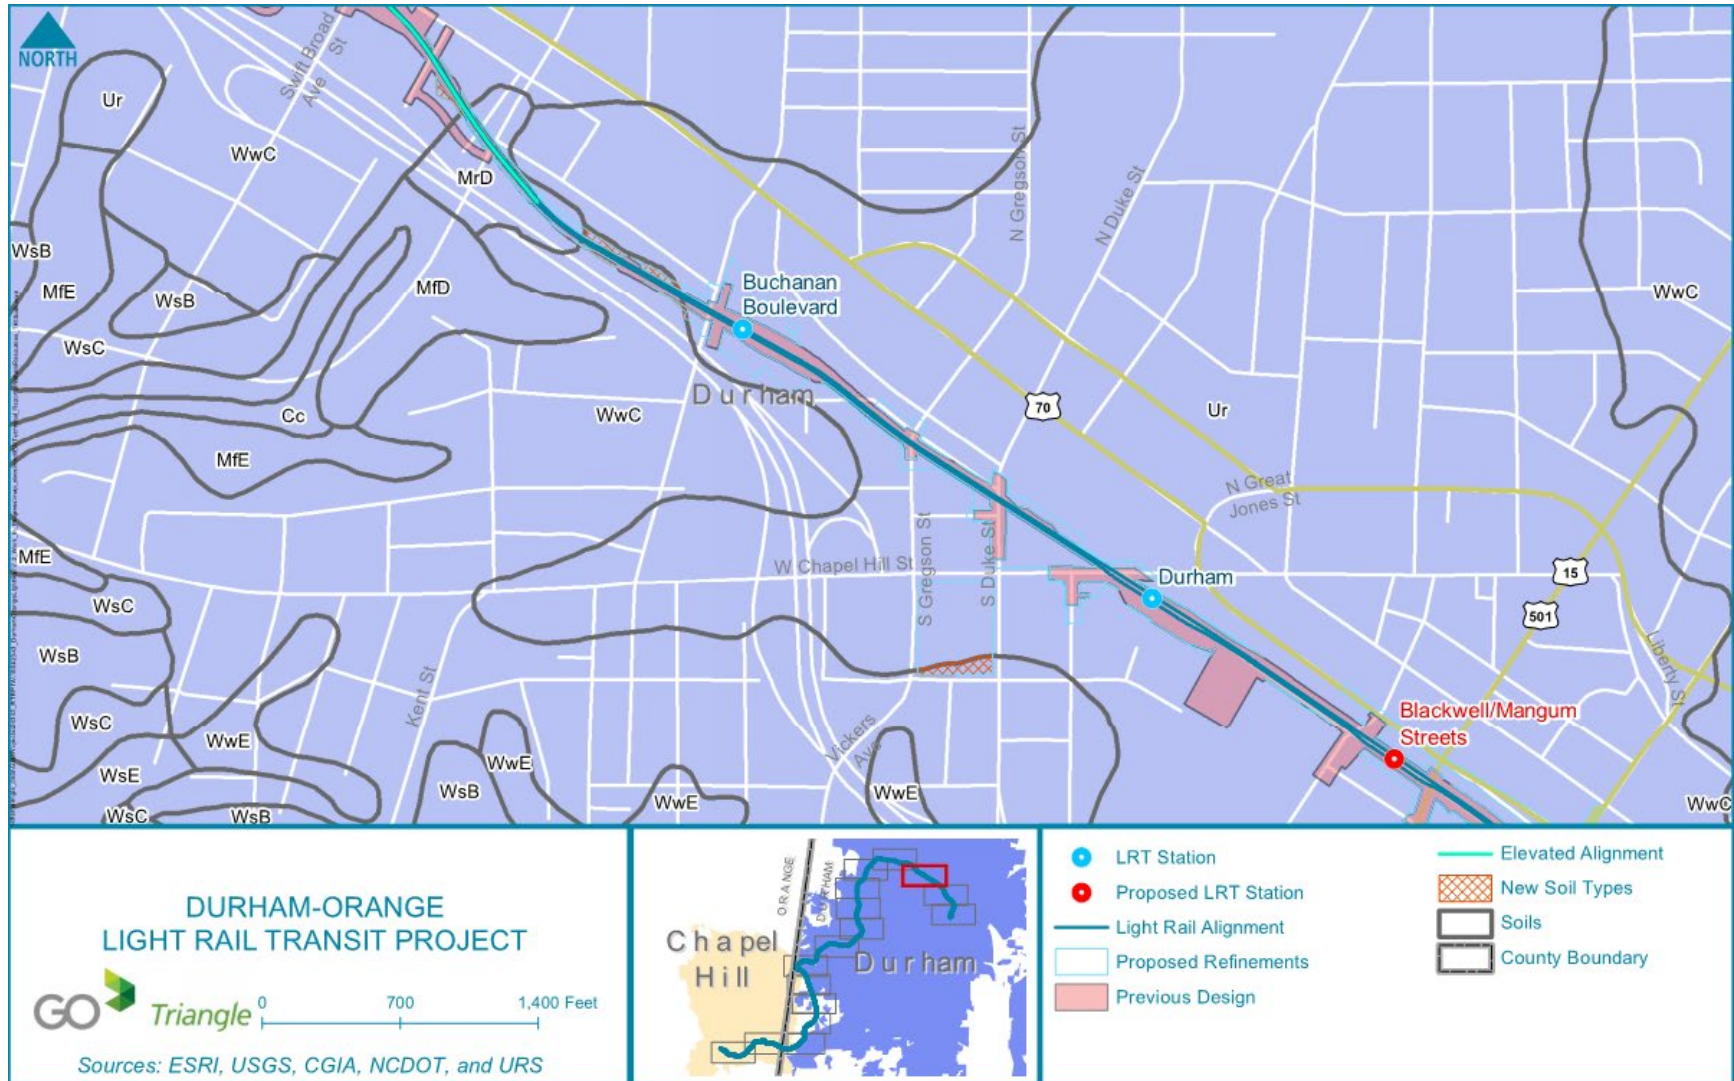 NORTH
Swift Broad
Ave St
Ur
WwC
MrD
WsB
MfE
WsB
MfD
WsC
Buchanan
Boulevard
N Gregson St
N Duke St
WwC
Durham
WwC
Cc
MfE
70
Ur
N Great
Jones St
MfE
WsC
W Chapel Hill St
S Gregson St
S Duke St
Durham
15
501
Liberty St
WsB
Kent St
WsC
WwE
WsE
WsC
WsB
WwE
WsB
WwE
Vickers
Ave
WwE
Blackwell/Mangum
Streets
WwC
DURHAM-ORANGE
LIGHT RAIL TRANSIT PROJECT
GO Triangle
0 700 1,400 Feet
Sources: ESRI, USGS, CGIA, NCDOT, and URS
ORANGE
DURHAM
Chapel
Hill
Durham
LRT Station
Proposed LRT Station
Light Rail Alignment
Proposed Refinements
Previous Design
Elevated Alignment
New Soil Types
Soils
County Boundary